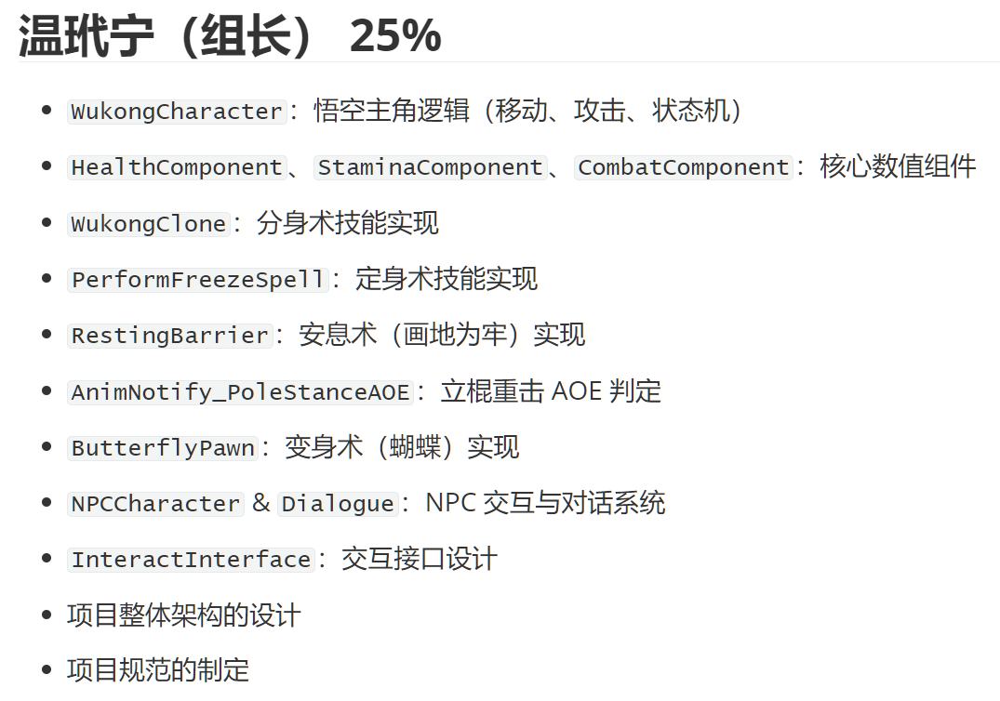 温玳宁（组长） 25%
WukongCharacter：悟空主角逻辑（移动、攻击、状态机）
HealthComponent、StaminaComponent、CombatComponent：核心数值组件
WukongClone：分身术技能实现
PerformFreezeSpell：定身术技能实现
RestingBarrier：安息术（画地为牢）实现
AnimNotify_PoleStanceAOE：立棍重击 AOE 判定
ButterflyPawn：变身术（蝴蝶）实现
NPCCharacter & Dialogue：NPC 交互与对话系统
InteractInterface：交互接口设计
项目整体架构的设计
项目规范的制定